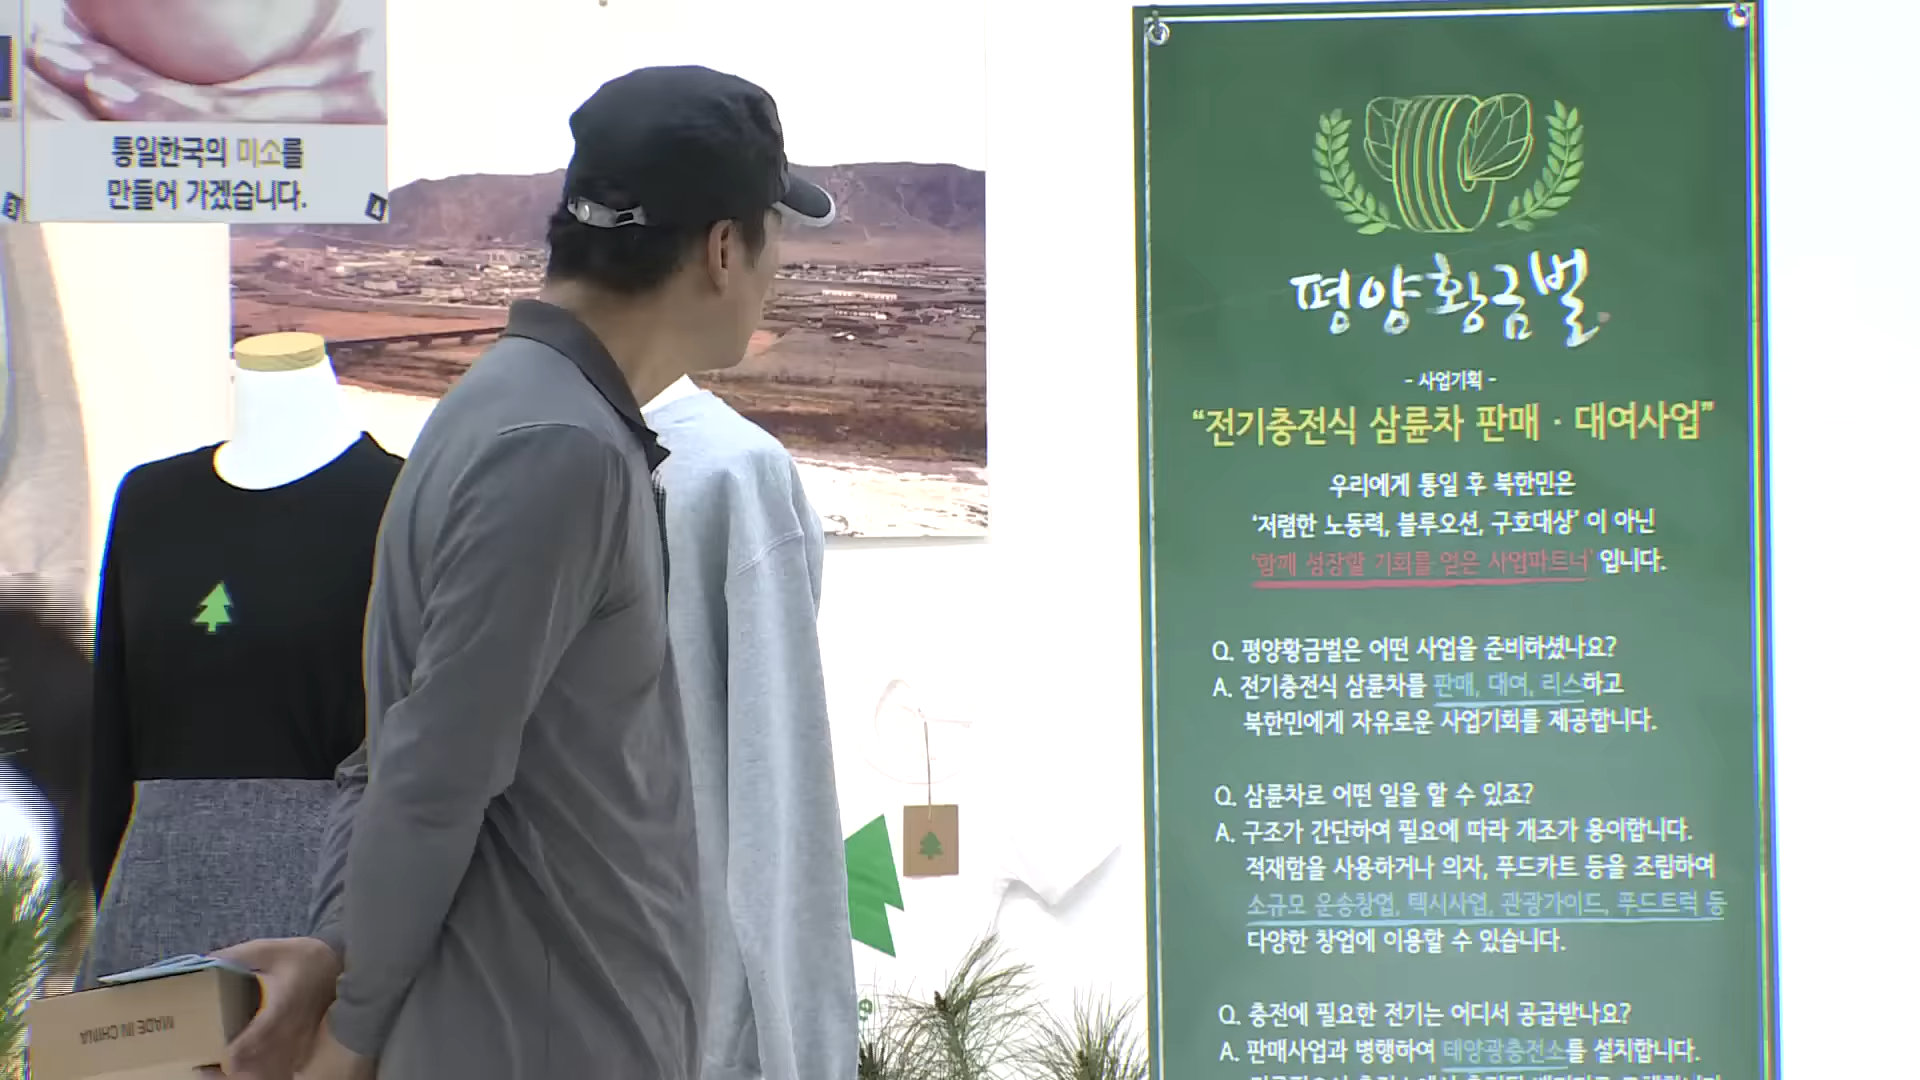 통일한국의 미소를
만들어 가겠습니다.
3
4
평양황금벌
- 사업기획 -
“전기충전식 삼륜차 판매 · 대여사업”
우리에게 통일 후 북한민은
‘저렴한 노동력, 블루오션, 구호대상’ 이 아닌
‘함께 성장할 기회를 얻은 사업파트너’ 입니다.
Q. 평양황금벌은 어떤 사업을 준비하셨나요?
A. 전기충전식 삼륜차를 판매, 대여, 리스하고
북한민에게 자유로운 사업기회를 제공합니다.
Q. 삼륜차로 어떤 일을 할 수 있죠?
A. 구조가 간단하여 필요에 따라 개조가 용이합니다.
적재함을 사용하거나 의자, 푸드카트 등을 조립하여
소규모 운송창업, 택시사업, 관광가이드, 푸드트럭 등
다양한 창업에 이용할 수 있습니다.
Q. 충전에 필요한 전기는 어디서 공급받나요?
A. 판매사업과 병행하여 태양광충전소를 설치합니다.
MADE IN CHINA